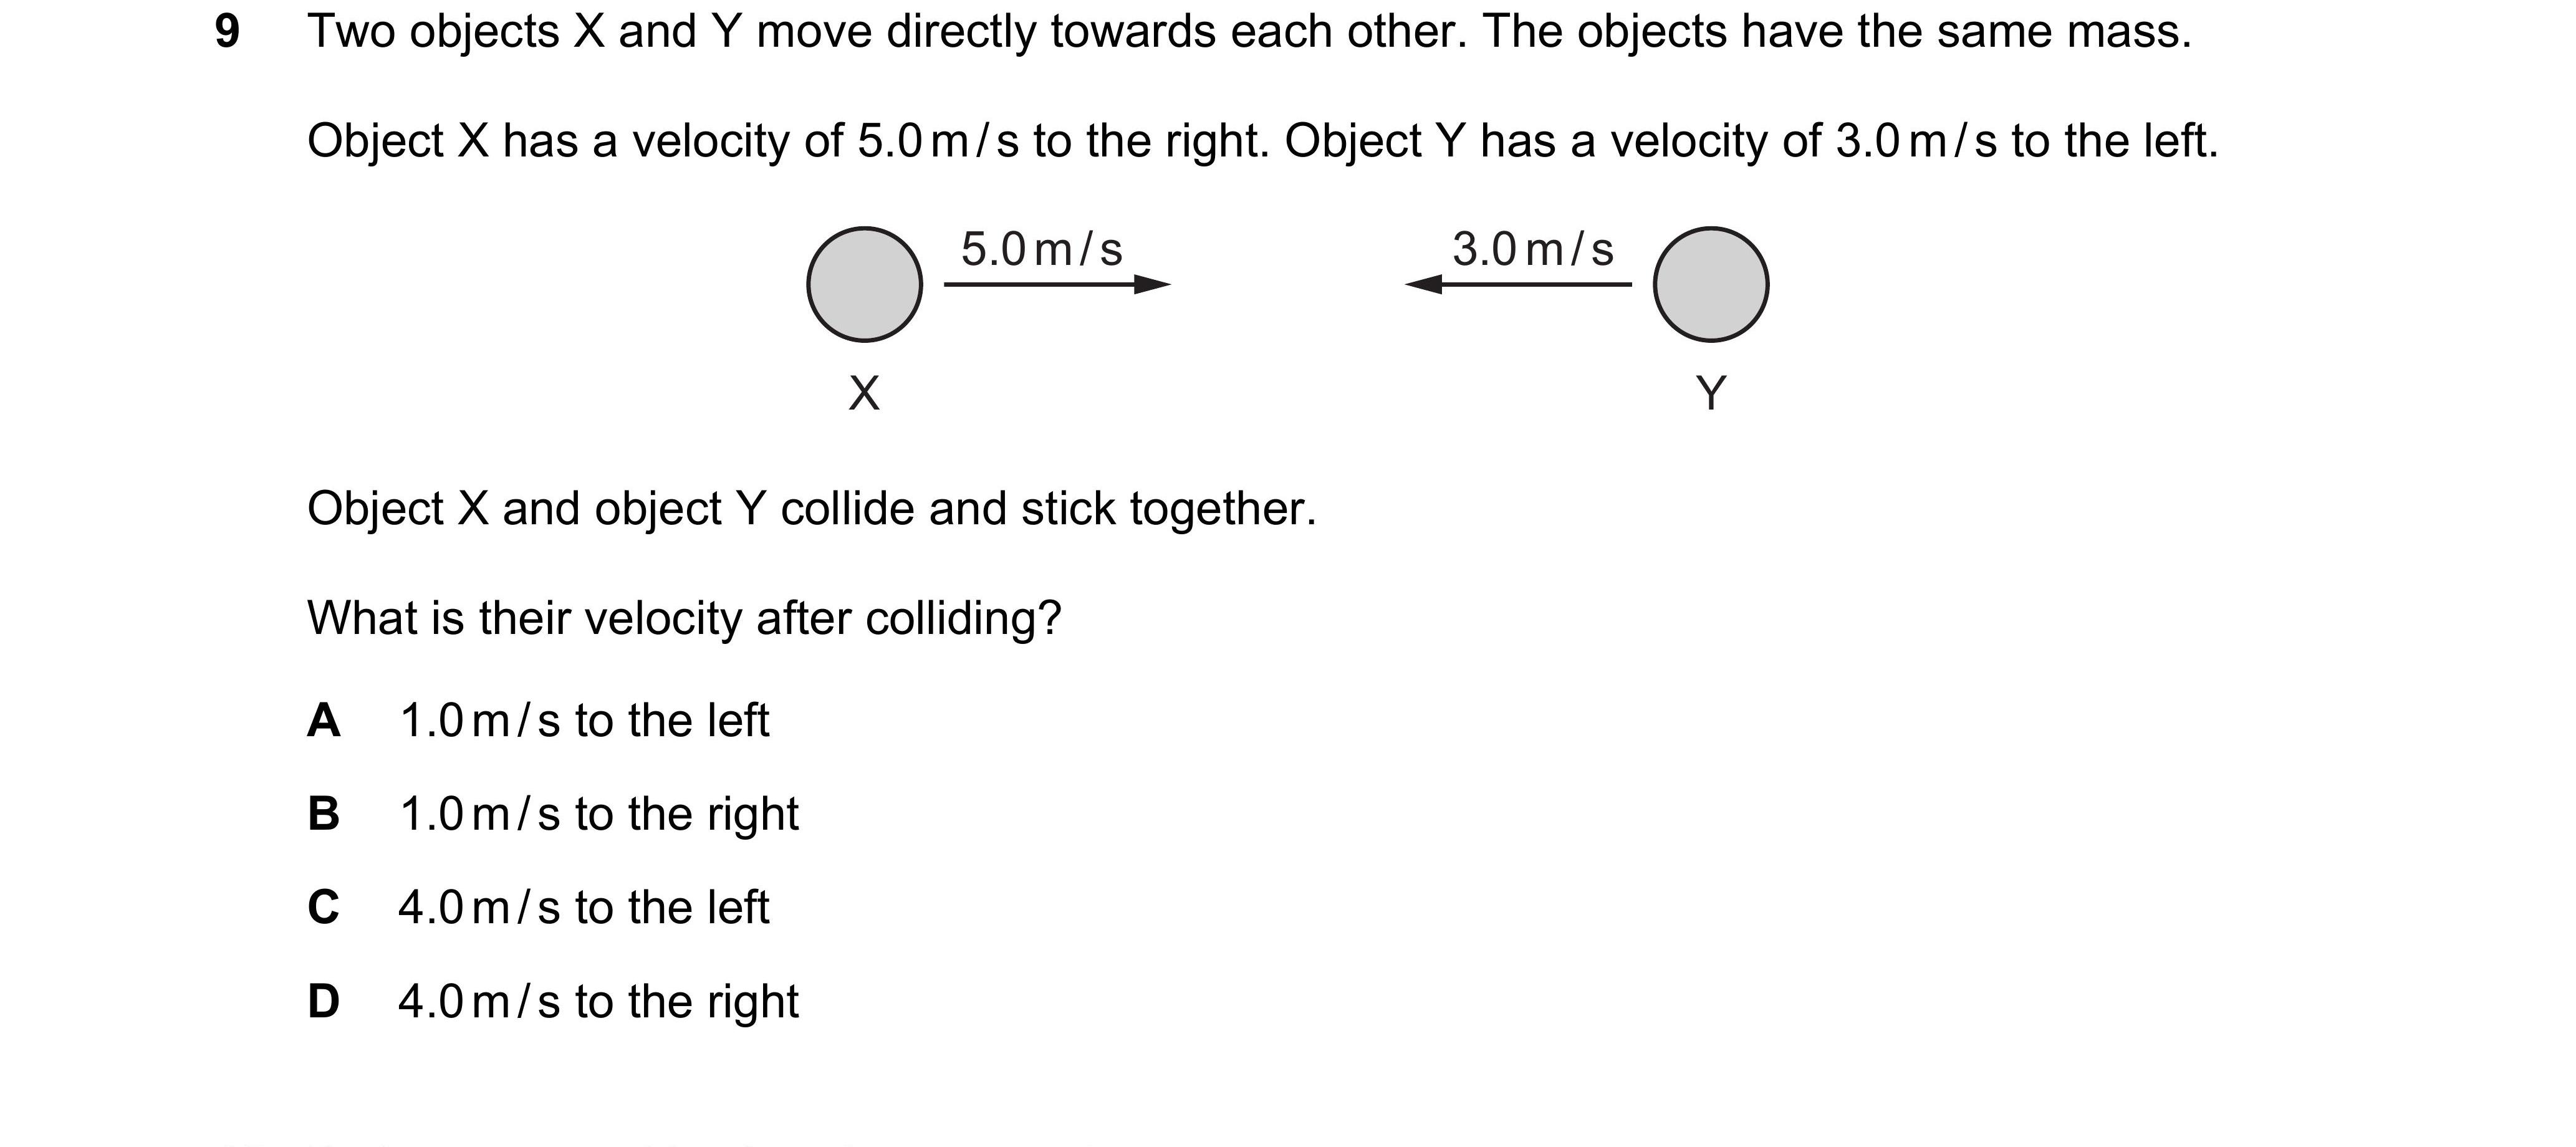 9 Two objects X and Y move directly towards each other. The objects have the same mass.
Object X has a velocity of 5.0 m / s to the right. Object Y has a velocity of 3.0 m / s to the left.
5.0 m / s 3.0 m / s
X Y
Object X and object Y collide and stick together.
What is their velocity after colliding?
A 1.0 m / s to the left
B 1.0 m / s to the right
C 4.0 m / s to the left
D 4.0 m / s to the right